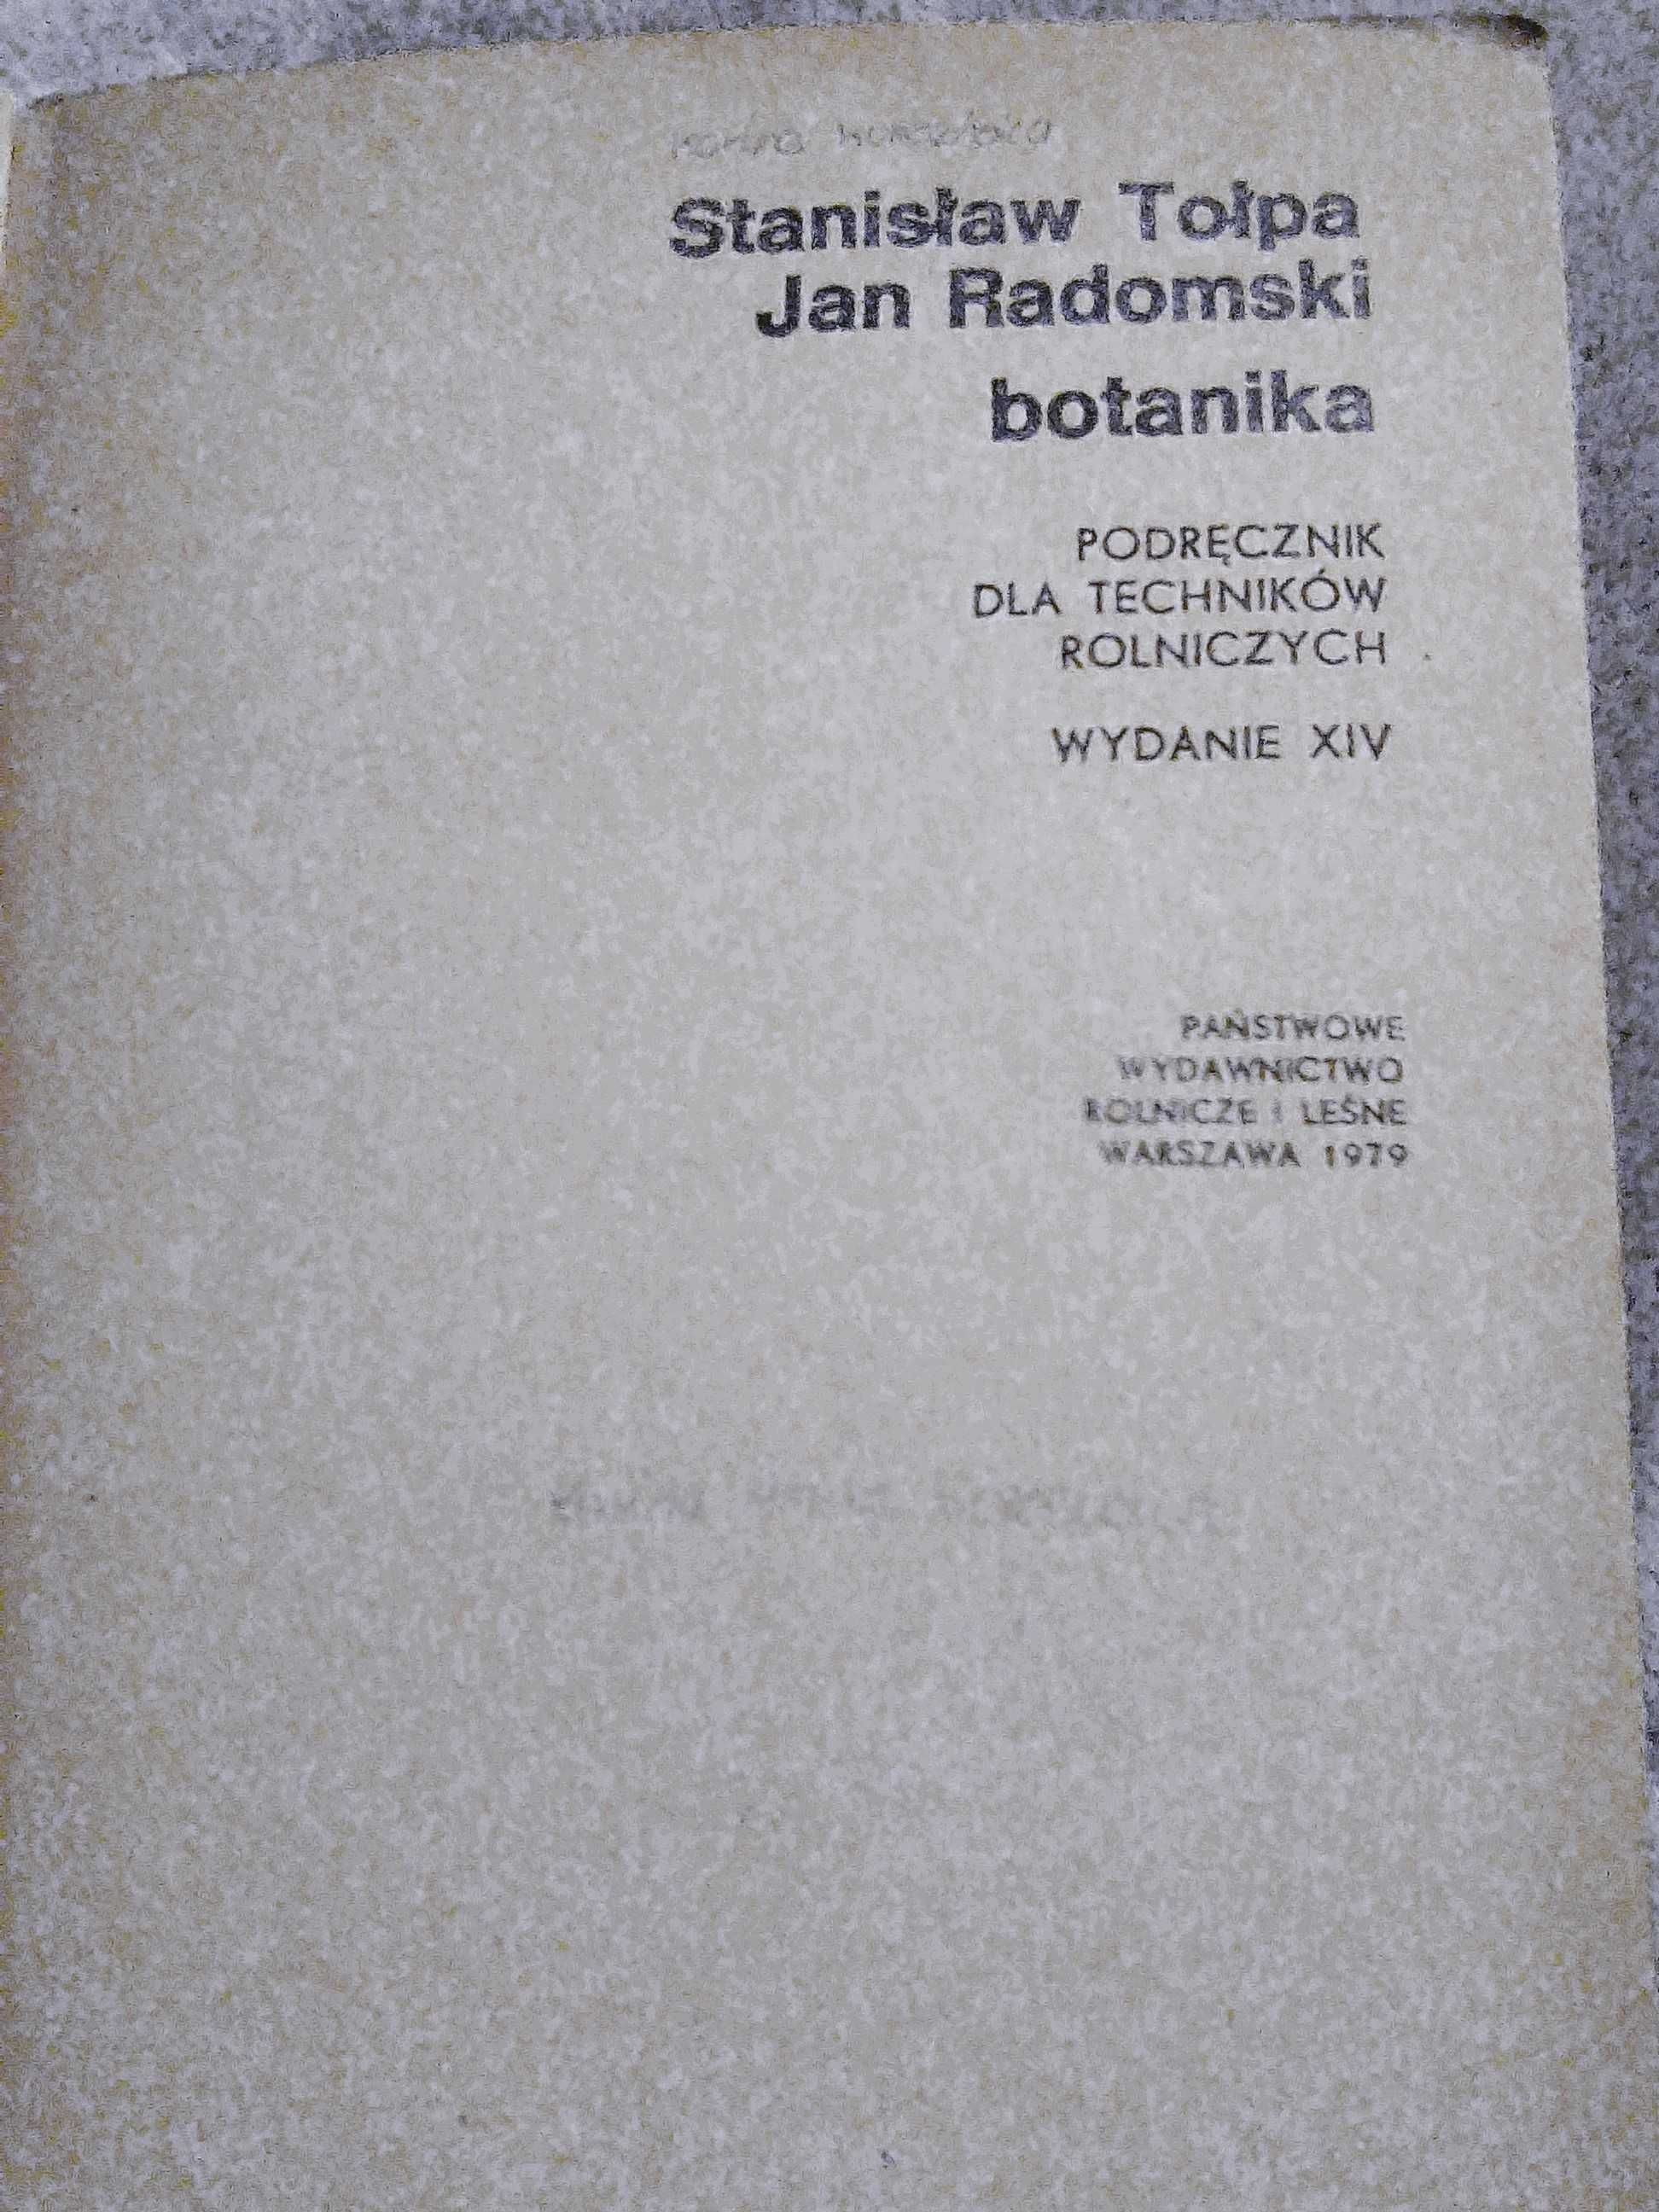 Stanisław Tołpa
Jan Radomski
botanika
PODRĘCZNIK
DLA TECHNIKÓW
ROLNICZYCH
WYDANIE XIV
PAŃSTWOWE
WYDAWNICTWO
ROLNICZE I LEŚNE
WARSZAWA 1979